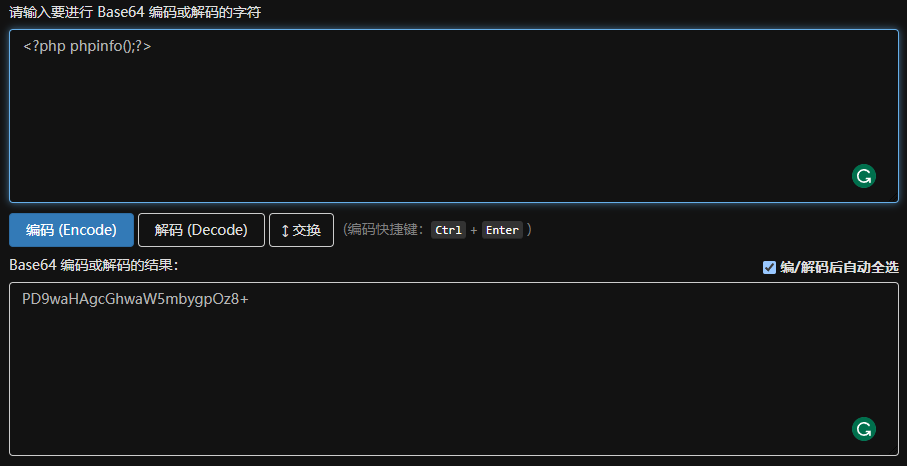 请输入要进行 Base64 编码或解码的字符
<?php phpinfo();?>
编码 (Encode) 解码 (Decode) ↕交换 (编码快捷键: Ctrl + Enter )
Base64 编码或解码的结果: 编/解码后自动全选
PD9waHAgcGhwaW5mbygpOz8+